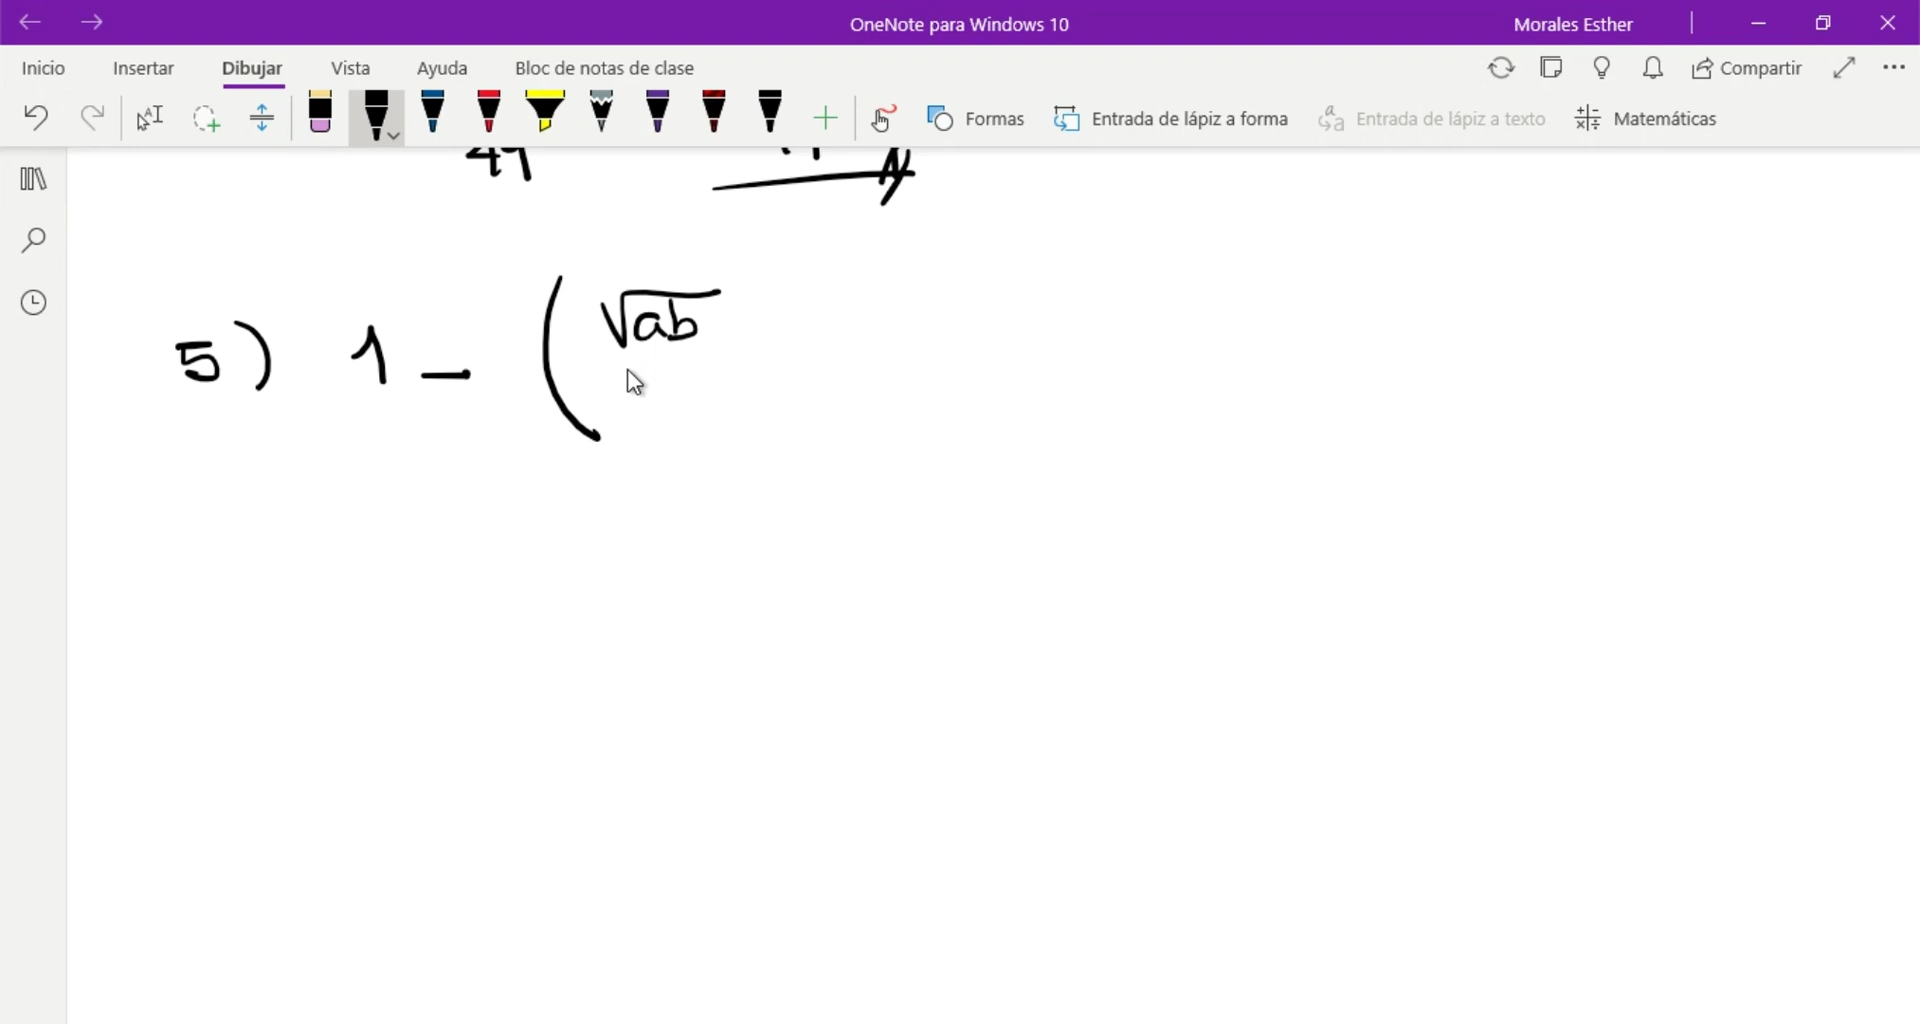 OneNote para Windows 10
Morales Esther
Inicio Insertar Dibujar Vista Ayuda Bloc de notas de clase
Compartir
Formas Entrada de lápiz a forma Entrada de lápiz a texto Matemáticas
49
5) 1 - ( √ab